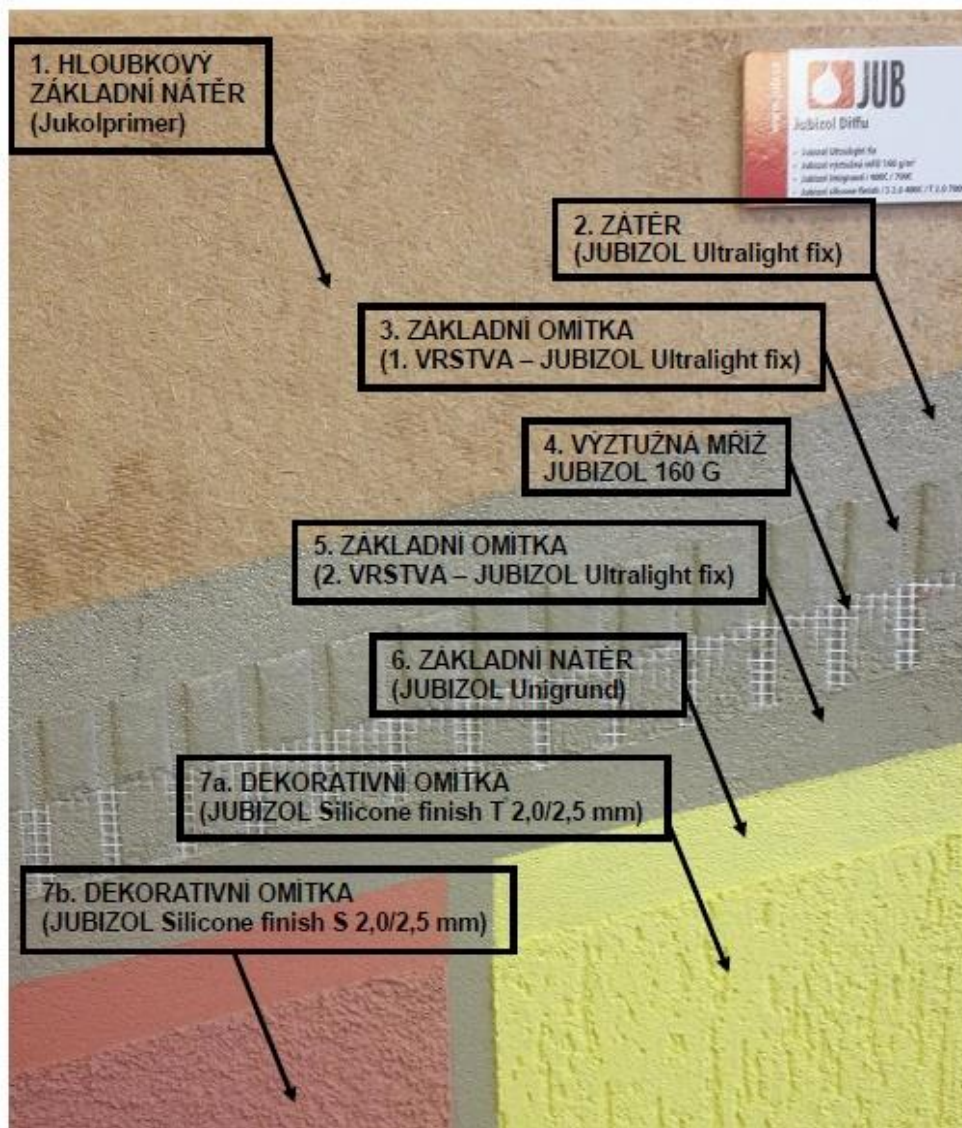 1. HLOUBKOVÝ
ZÁKLADNÍ NÁTĚR
(Jukolprimer)
JUB
Jubizol Diffu
2. ZÁTĚR
(JUBIZOL Ultralight fix)
3. ZÁKLADNÍ OMÍTKA
(1. VRSTVA – JUBIZOL Ultralight fix)
4. VÝZTUŽNÁ MŘÍŽ
JUBIZOL 160 G
5. ZÁKLADNÍ OMÍTKA
(2. VRSTVA – JUBIZOL Ultralight fix)
6. ZÁKLADNÍ NÁTĚR
(JUBIZOL Unigrund)
7a. DEKORATIVNÍ OMÍTKA
(JUBIZOL Silicone finish T 2,0/2,5 mm)
7b. DEKORATIVNÍ OMÍTKA
(JUBIZOL Silicone finish S 2,0/2,5 mm)